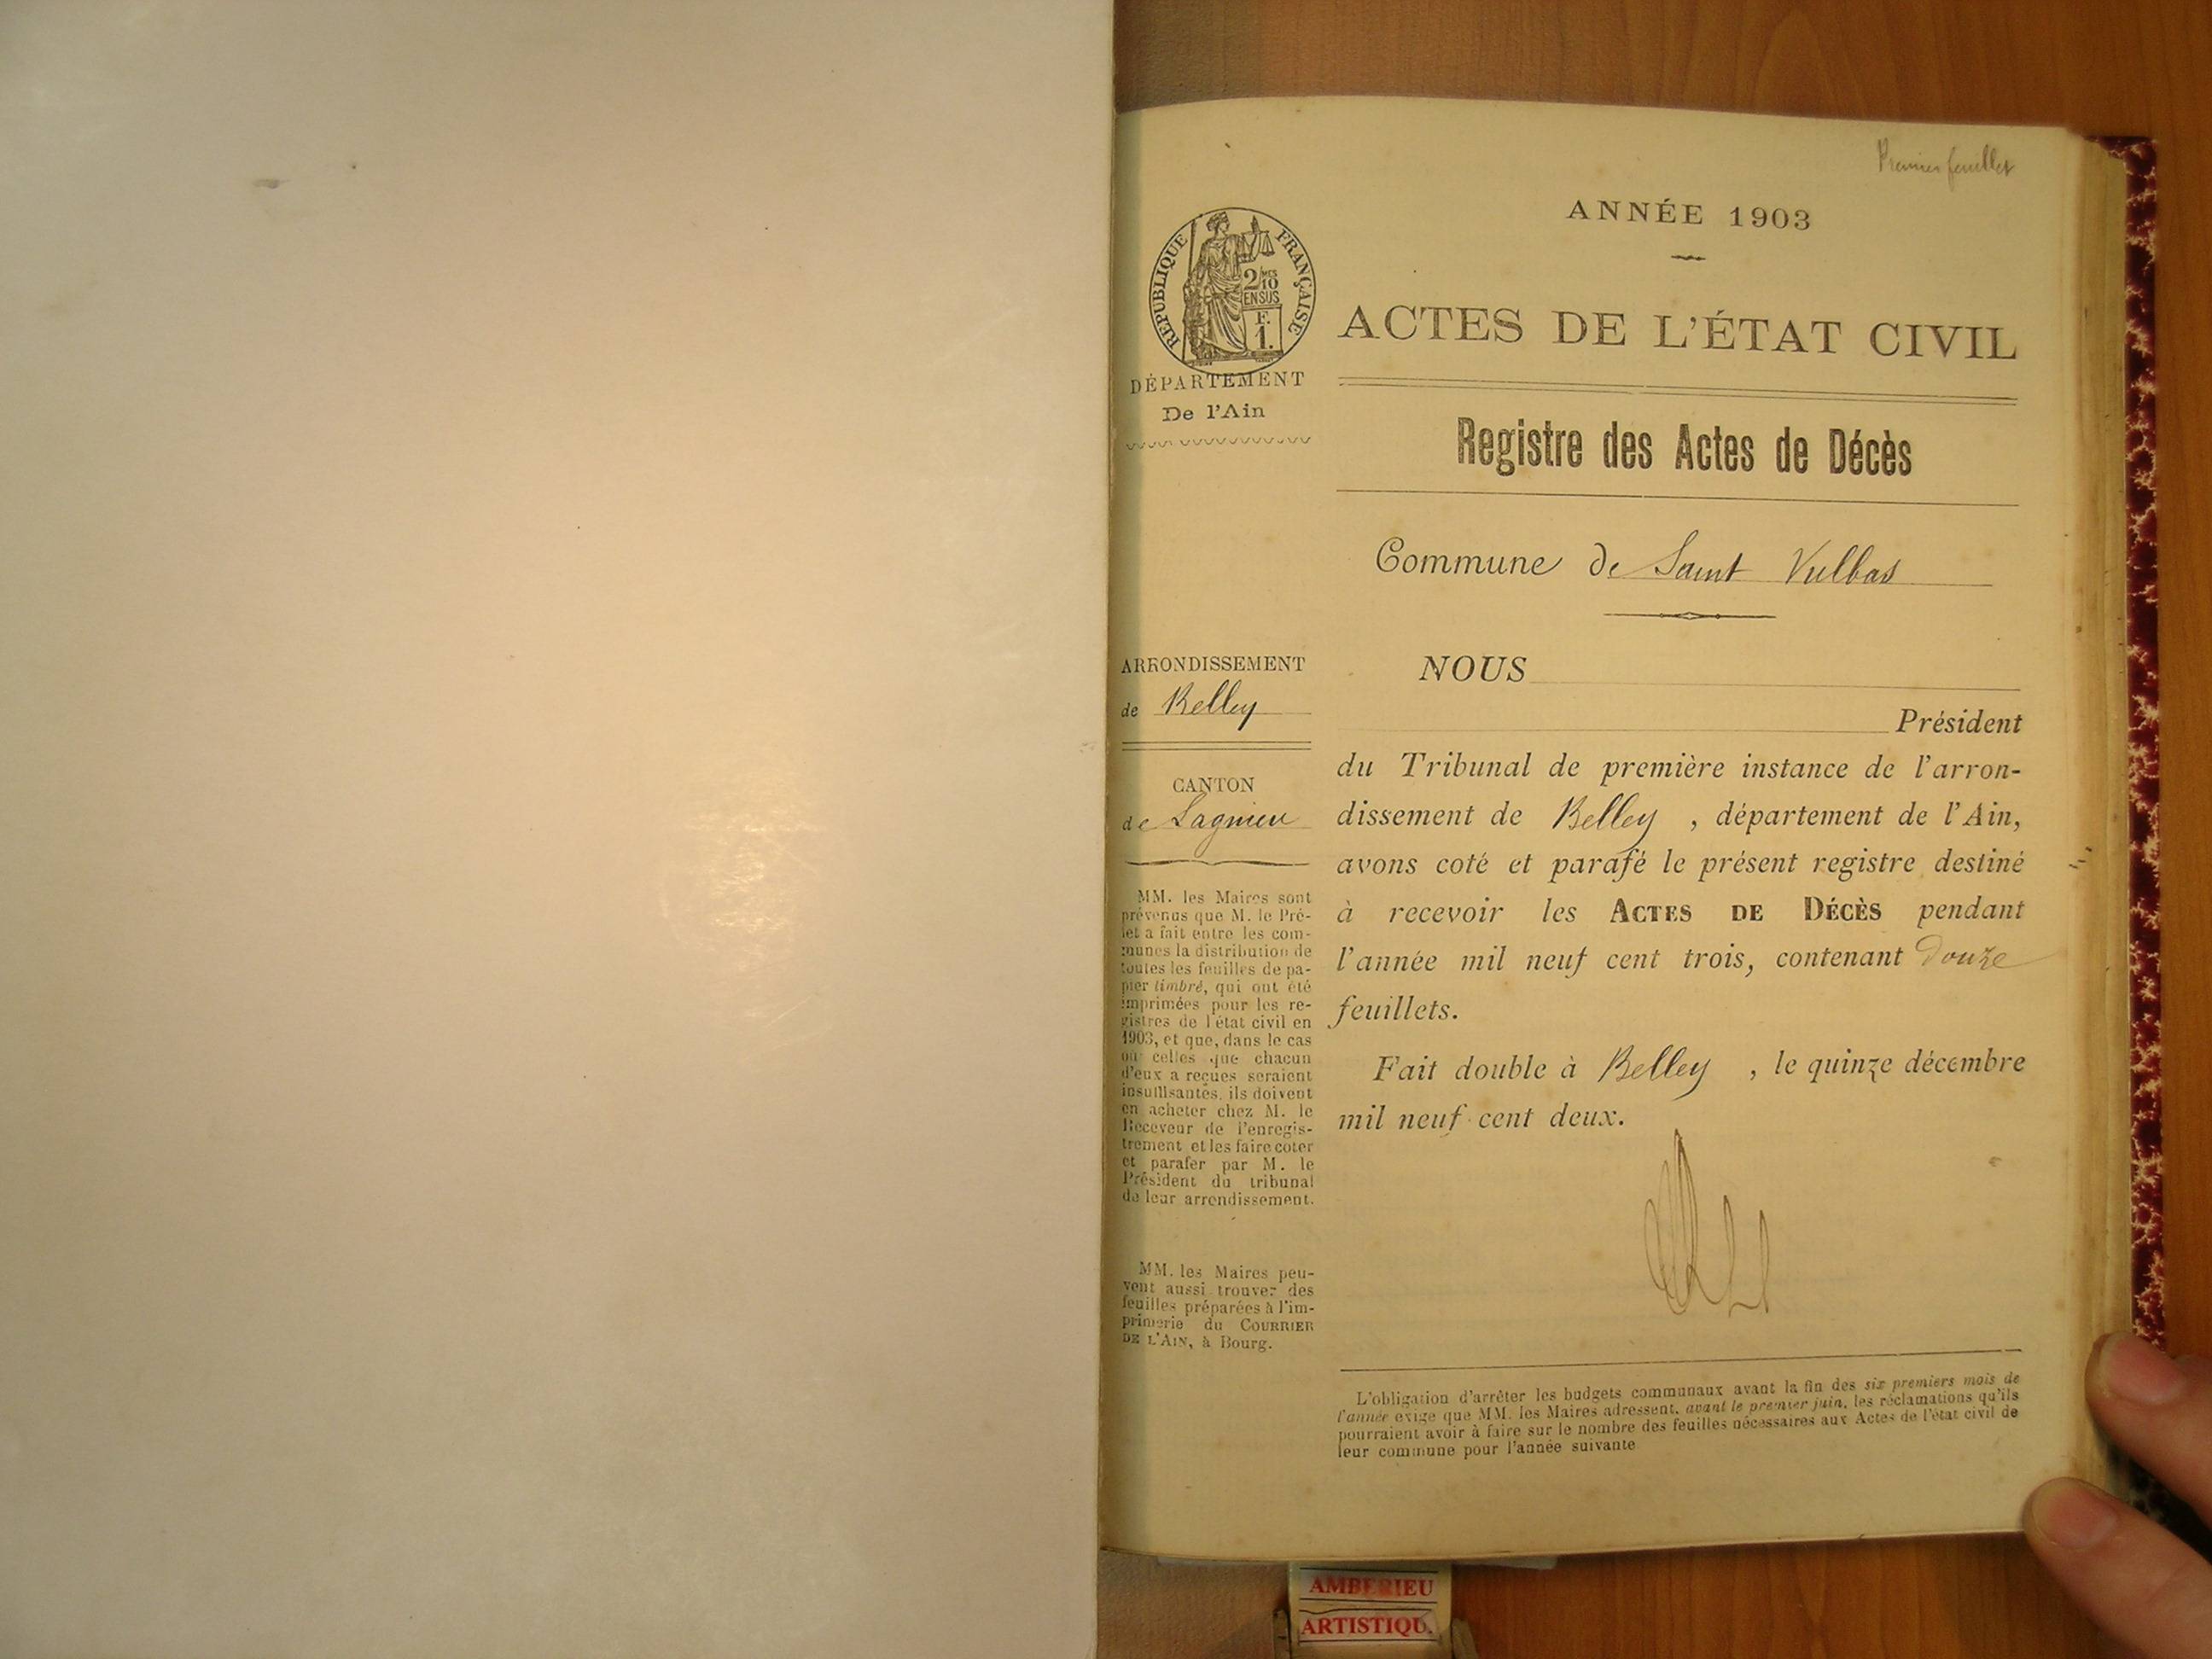 Premier feuillet
ANNÉE 1903
RÉPUBLIQUE FRANÇAISE
2/10 MES
EN SUS
F.
1.
DÉPARTEMENT
De l'Ain
ACTES DE L'ÉTAT CIVIL
Registre des Actes de Décès
Commune de Saint Vulbas
ARRONDISSEMENT
de Belley
CANTON
de Lagnieu
MM. les Maires sont
prévenus que M. le Pré-
fet a fait entre les com-
munes la distribution de
toutes les feuilles de pa-
pier timbré, qui ont été
imprimées pour les re-
gistres de l'état civil en
1903, et que, dans le cas
où celles que chacun
d'eux a reçues seraient
insuffisantes, ils doivent
en acheter chez M. le
Receveur de l'enregis-
trement et les faire coter
et parafer par M. le
Président du tribunal
de leur arrondissement.
MM. les Maires peu-
vent aussi trouver des
feuilles préparées à l'im-
primerie du COURRIER
DE L'AIN, à Bourg.
NOUS
Président
du Tribunal de première instance de l'arron-
dissement de Belley , département de l'Ain,
avons coté et parafé le présent registre destiné
à recevoir les ACTES DE DÉCÈS pendant
l'année mil neuf cent trois, contenant Douze
feuillets.
Fait double à Belley , le quinze décembre
mil neuf cent deux.
L'obligation d'arrêter les budgets communaux avant la fin des six premiers mois de
l'année exige que MM. les Maires adressent, avant le premier juin, les réclamations qu'ils
pourraient avoir à faire sur le nombre des feuilles nécessaires aux Actes de l'état civil de
leur commune pour l'année suivante
AMBERIEU
ARTISTIQU.